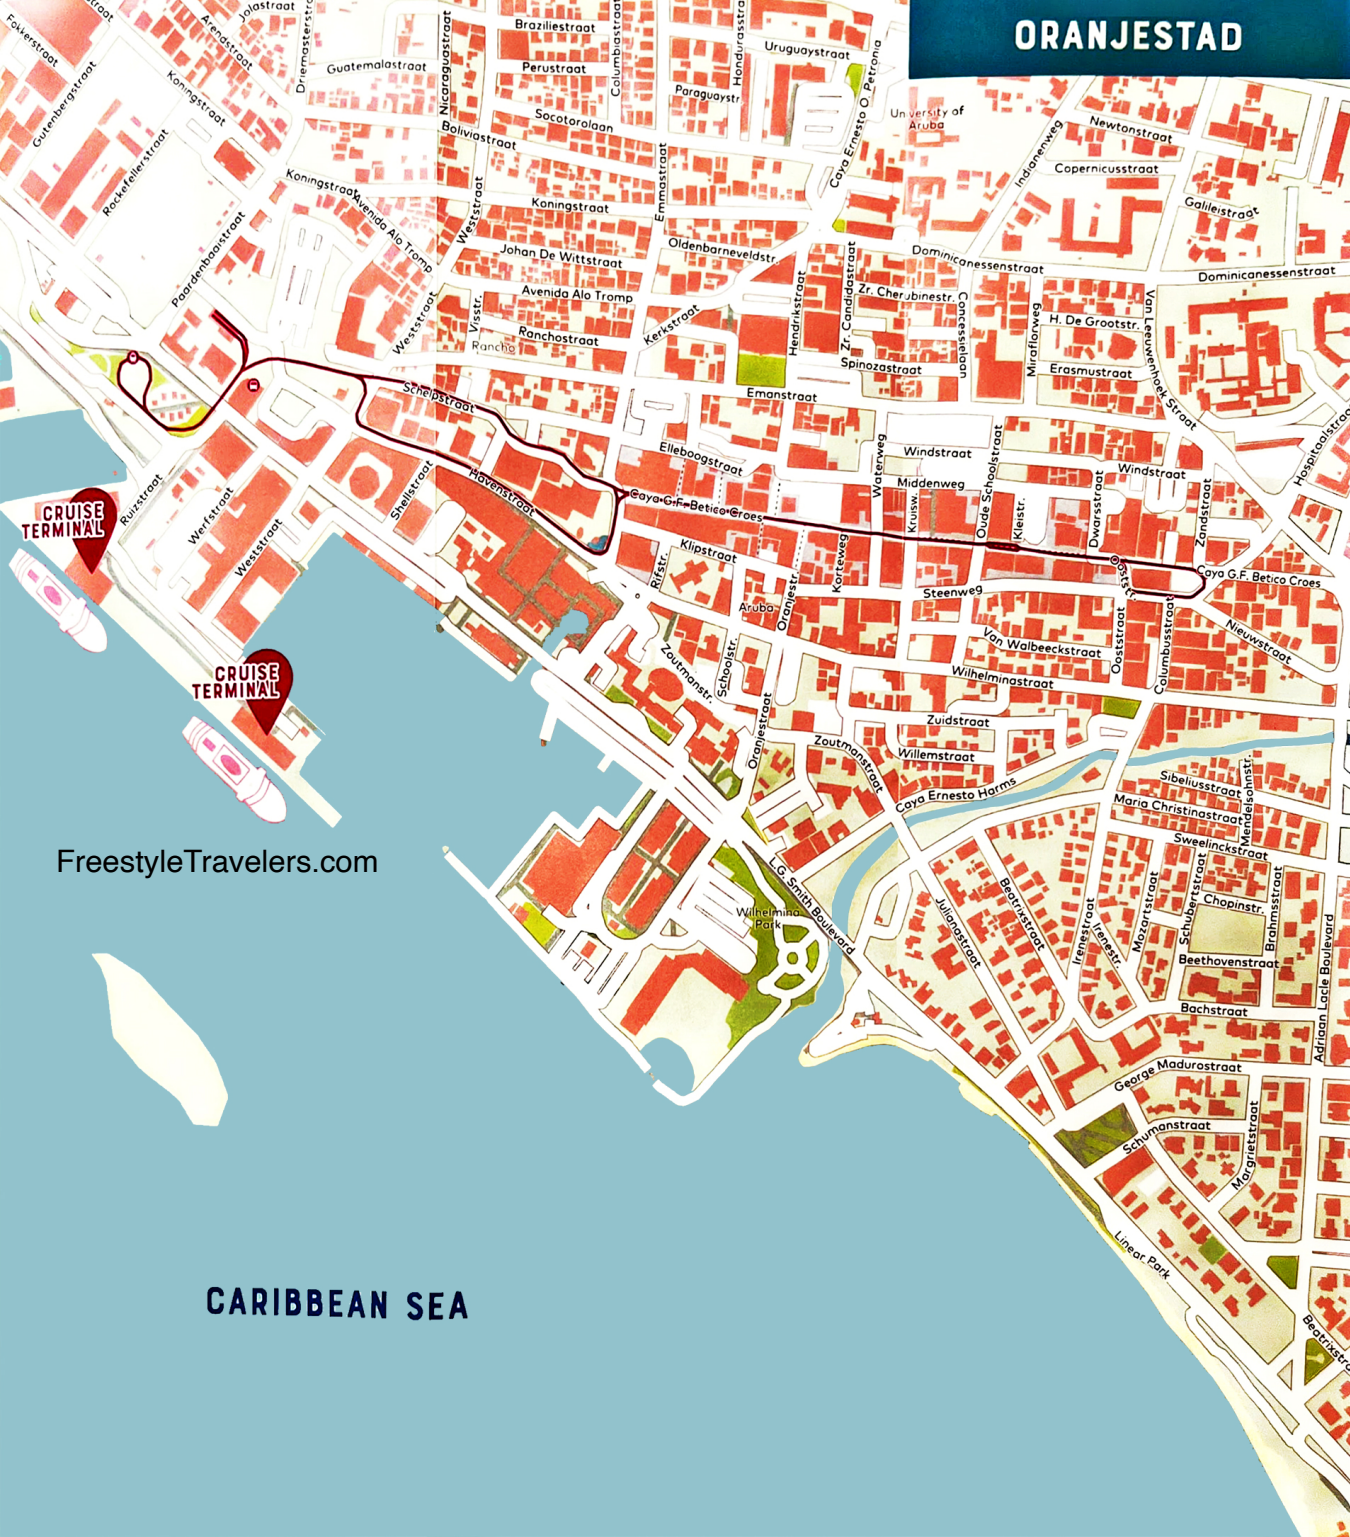 ORANJESTAD
Jolastraat
Fokkerstraat
straat
Arendstraat
Driemasterstr
Guatemalastraat
Nicaraguastraat
Braziliestraat
Perustraat
Columbiastraat
Hondurasstra
Uruguaystraat
Paraguaystr
Caya Ernesto O. Petronia
University of
Aruba
Indianenweg
Newtonstraat
Copernicusstraat
Galileistraat
Gutenbergstraat
Koningstraat
Rockefellerstraat
Socotorolaan
Boliviastraat
Koningstraat
Avenida Alo Tromp
Weststraat
Koningstraat
Emmastraat
Johan De Wittstraat
Oldenbarneveldstr.
Dominicanessenstraat
Dominicanessenstraat
Paardenbaaistraat
Avenida Alo Tromp
Weststraat
Visstr.
Ranchostraat
Rancho
Kerkstraat
Hendrikstraat
Zr. Candidastraat
Zr. Cherubinestr.
Concessielaan
Miraflorweg
H. De Grootstr.
Van Leeuwenhoek Straat
Spinozastraat
Erasmustraat
Emanstraat
Schelpstraat
Elleboogstraat
Windstraat
Waterweg
Middenweg
Oude Schoolstraat
Windstraat
Hospitaalstraat
Havenstraat
Caya G.F. Betico Croes
Kruisw.
Kleistr.
Dwarsstraat
Zandstraat
CRUISE
TERMINAL
Ruizstraat
Werfstraat
Weststraat
Shellstraat
Klipstraat
Rifstr.
Korteweg
Caya G.F. Betico Croes
Ooststr.
Steenweg
Aruba
Oranjestr.
Nieuwstraat
Van Walbeeckstraat
Ooststraat
Columbusstraat
Wilhelminastraat
CRUISE
TERMINAL
Zoutmanstr.
Schoolstr.
Oranjestraat
Zuidstraat
Zoutmanstraat
Willemstraat
Caya Ernesto Harms
Sibeliusstraat
Mendelsohnstr.
Maria Christinastraat
Sweelinckstraat
FreestyleTravelers.com
L.G. Smith Boulevard
Wilhelmina
Park
Julianastraat
Beatrixstraat
Irenestraat
Irenestr.
Mozartstraat
Schubertstraat
Chopinstr.
Brahmsstraat
Beethovenstraat
Adriaan Lacle Boulevard
Bachstraat
George Madurostraat
Schumanstraat
Margrietstraat
Linear Park
CARIBBEAN SEA
Beatrixstra